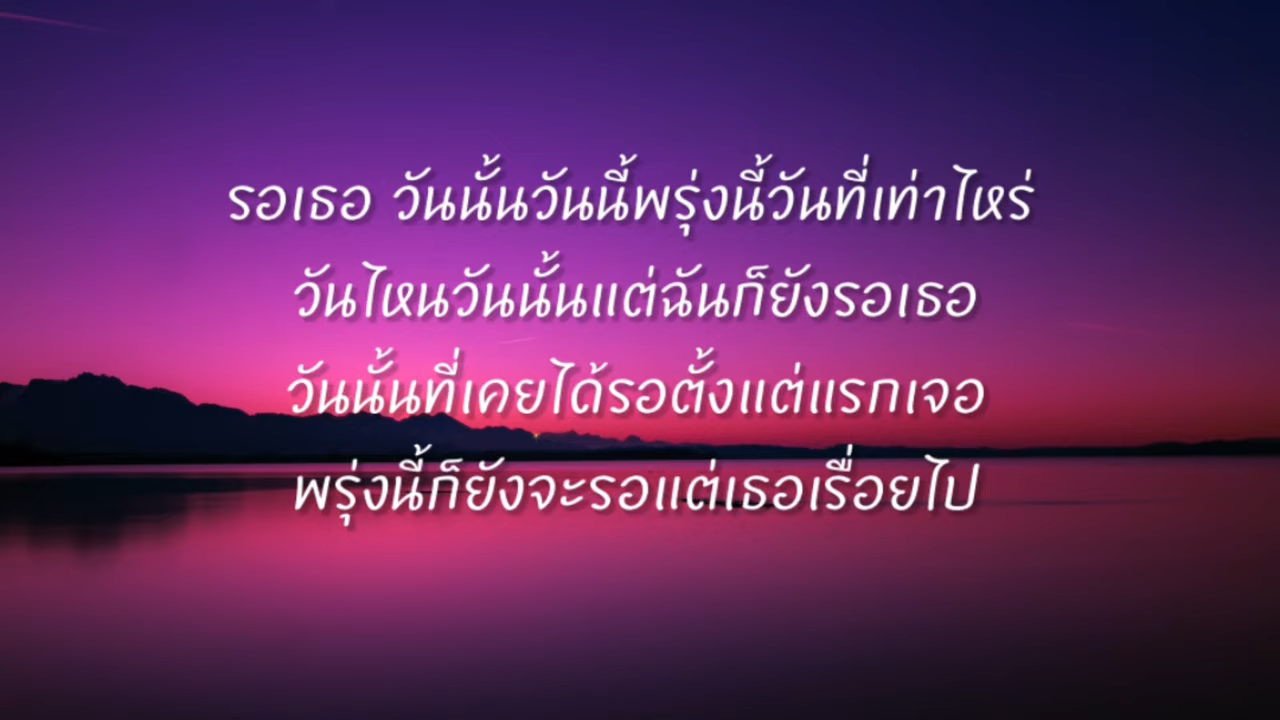 รอเธอ วันนั้นวันนี้พรุ่งนี้วันที่เท่าไหร่
วันไหนวันนั้นแต่ฉันก็ยังรอเธอ
วันนั้นที่เคยได้รอตั้งแต่แรกเจอ
พรุ่งนี้ก็ยังจะรอแต่เธอเรื่อยไป